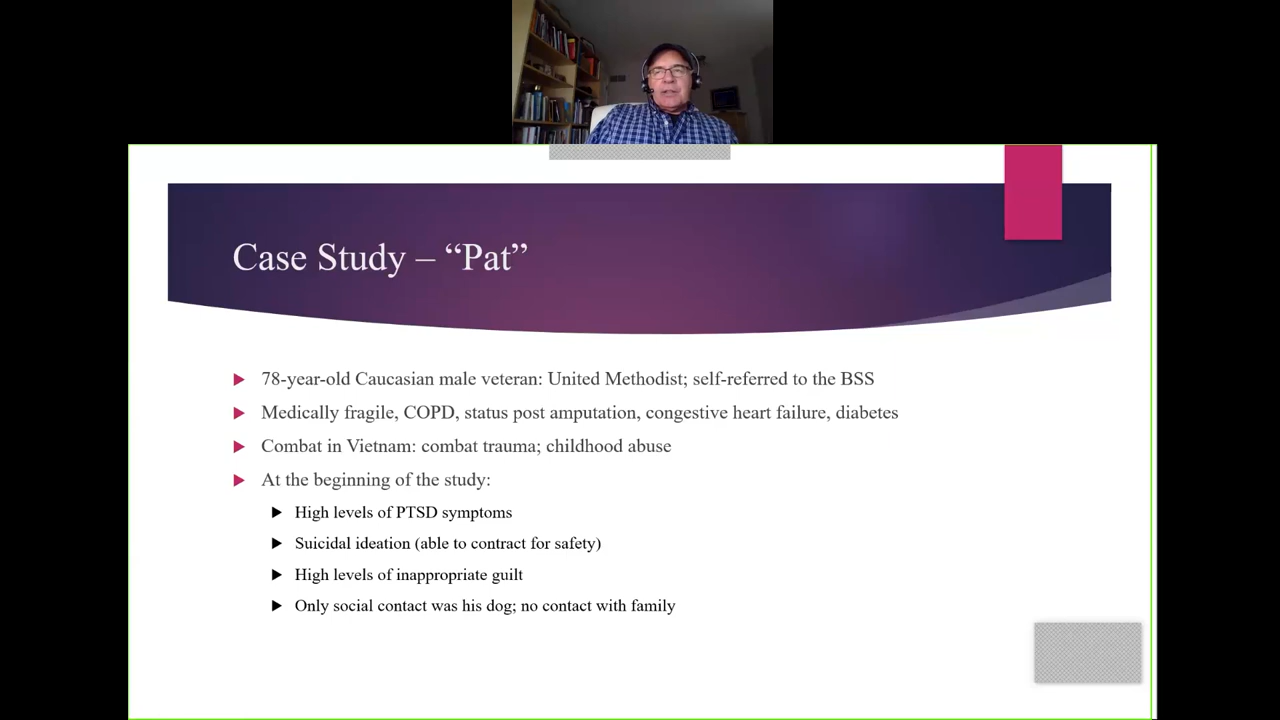 Case Study – “Pat”
78-year-old Caucasian male veteran: United Methodist; self-referred to the BSS
Medically fragile, COPD, status post amputation, congestive heart failure, diabetes
Combat in Vietnam: combat trauma; childhood abuse
At the beginning of the study:
High levels of PTSD symptoms
Suicidal ideation (able to contract for safety)
High levels of inappropriate guilt
Only social contact was his dog; no contact with family